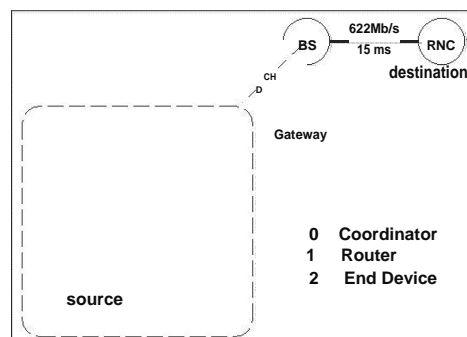 622Mb/s
BS
RNC
15 ms
destination
CH
D
Gateway
0 Coordinator
1 Router
2 End Device
source